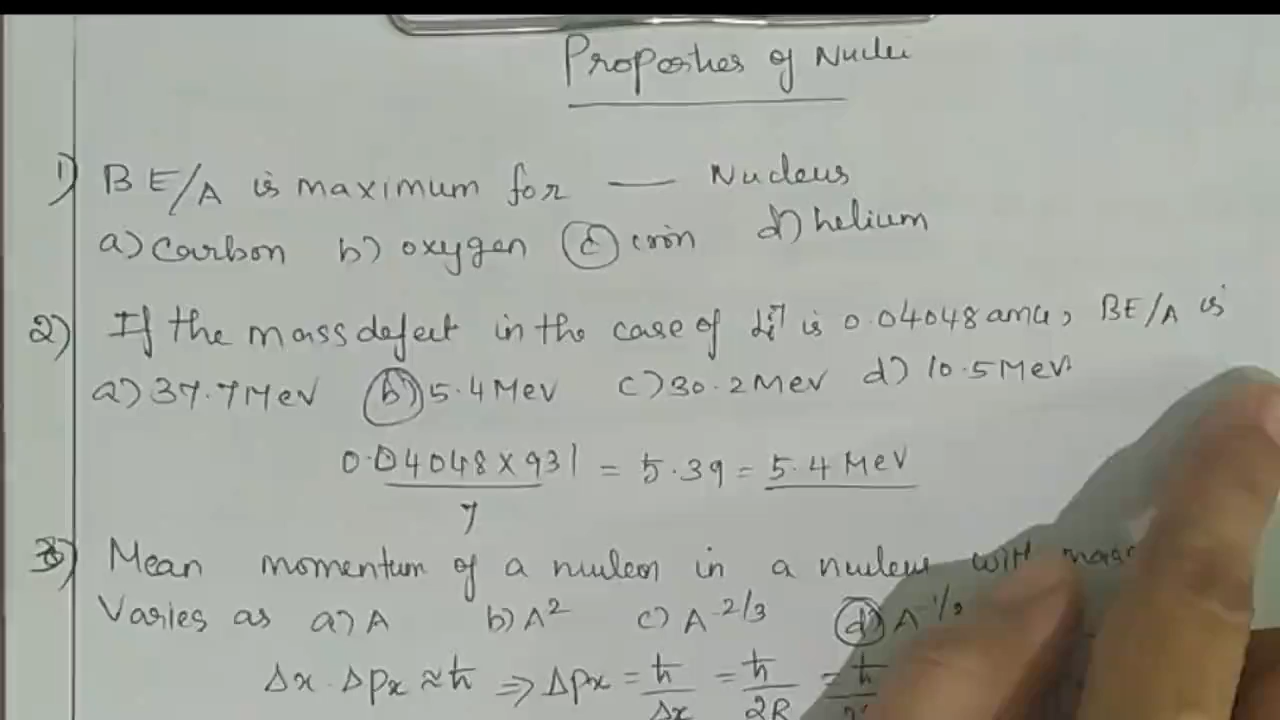 Properties of Nuclei
1) BE/A is maximum for — Nucleus
a) Carbon b) oxygen c) iron d) helium
2) If the mass defect in the case of Li⁷ is 0.04048 amu, BE/A is
a) 37.7 MeV b) 5.4 MeV c) 30.2 MeV d) 10.5 MeV
0.04048 x 931 / 7 = 5.39 = 5.4 MeV
3) Mean momentum of a nucleon in a nucleus with mass
Varies as a) A b) A² c) A^-2/3 d) A^-1/3
Δx . Δpx ≈ ħ ⇒ Δpx = ħ/Δx = ħ/2R = ħ